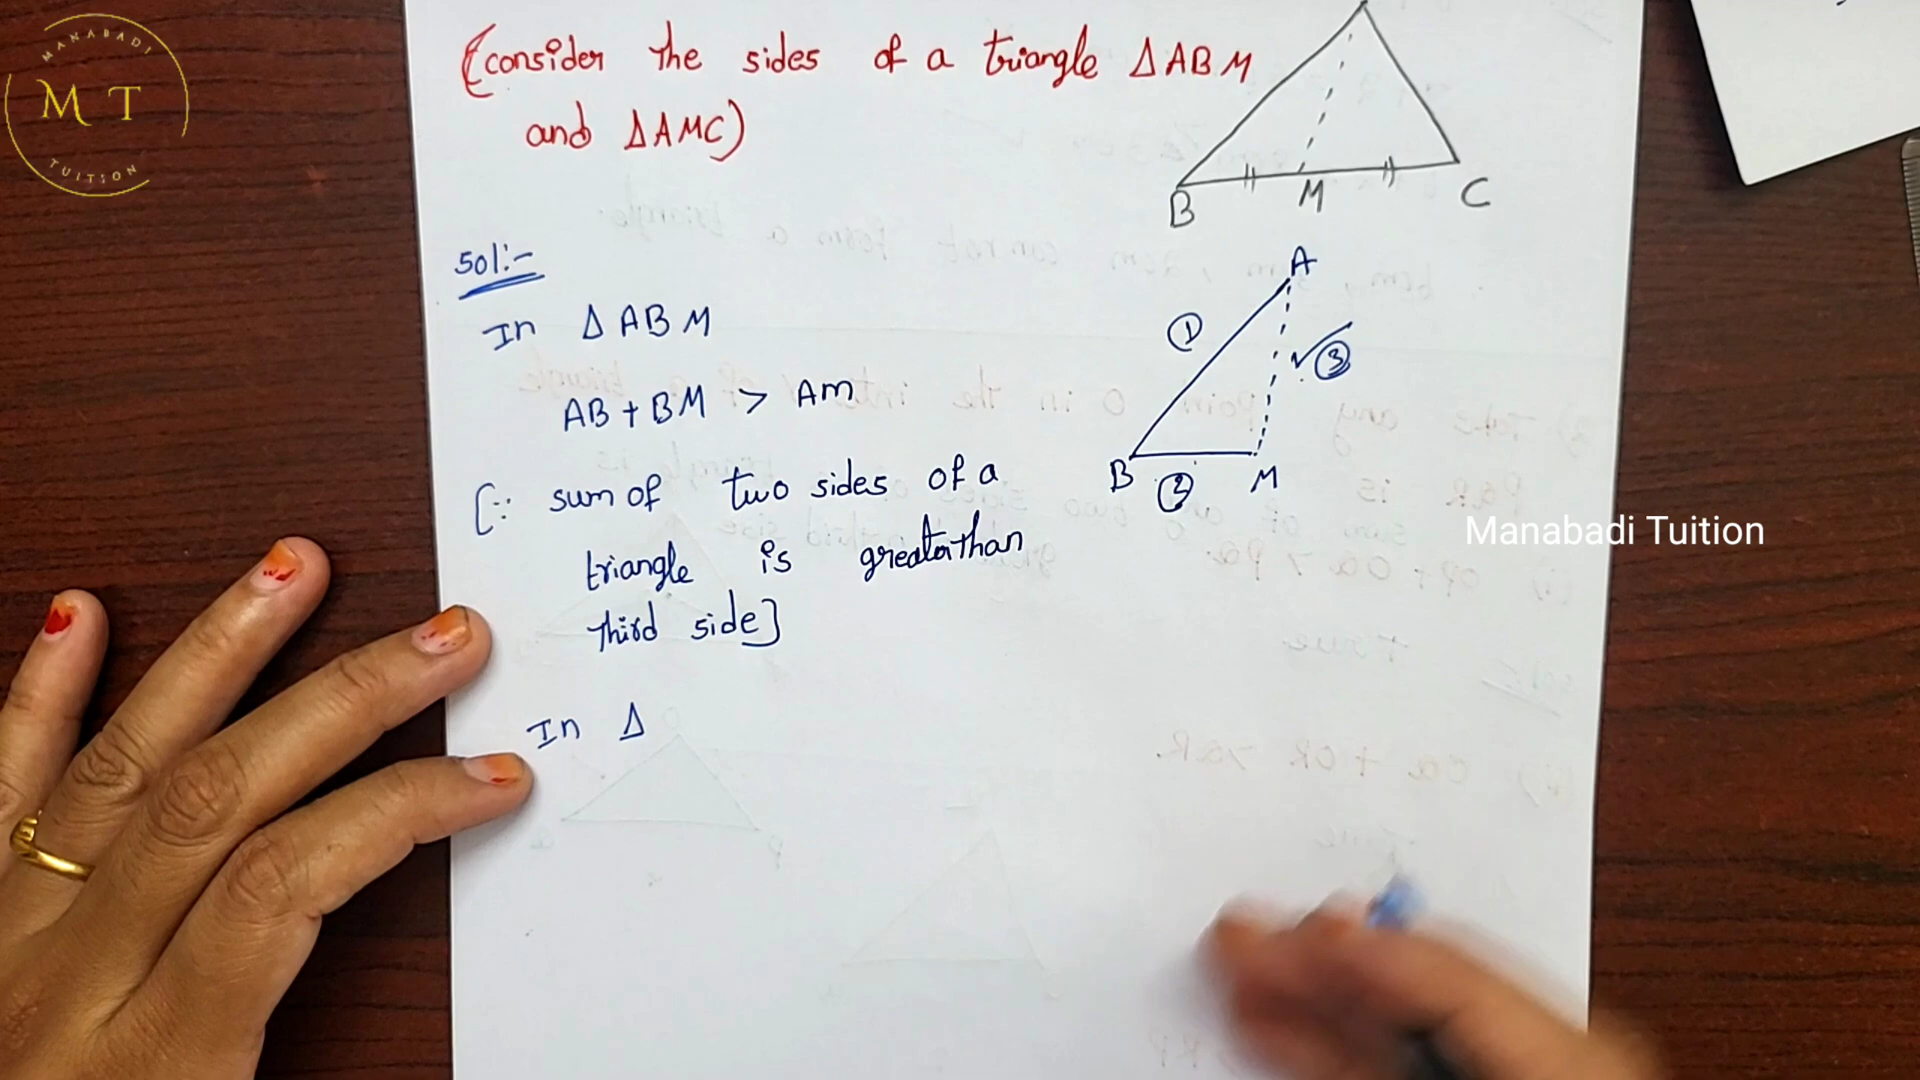 MANABADI
M T
TUITION
(consider the sides of a triangle ΔABM
and ΔAMC)
B M C
Sol:-
In ΔABM
AB + BM > AM
[∵ sum of two sides of a
triangle is greaterthan
third side]
A
①
③
B ② M
Manabadi Tuition
In Δ